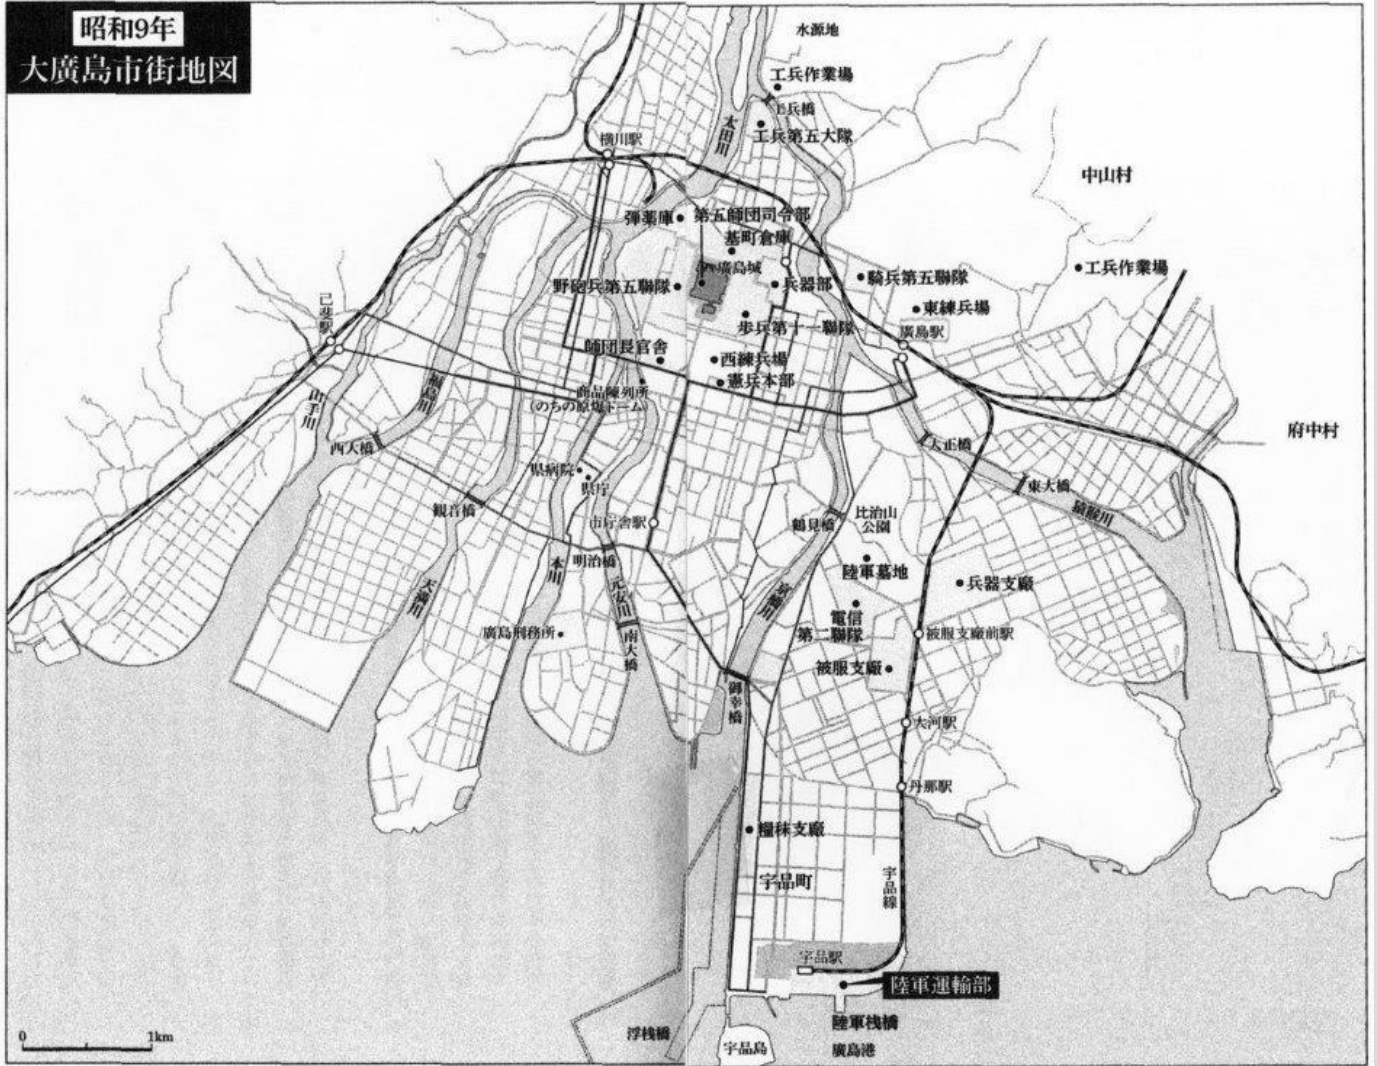 昭和9年
大廣島市街地図
水源地
工兵作業場
工兵橋
太田川
工兵第五大隊
横川駅
中山村
弾薬庫
第五師団司令部
基町倉庫
廣島城
工兵作業場
野砲兵第五聯隊
兵器部
騎兵第五聯隊
己斐駅
東練兵場
歩兵第十一聯隊
廣島駅
師団長官舎
西練兵場
憲兵本部
商品陳列所
(のちの原爆ドーム)
山手川
福島川
府中村
西大橋
大正橋
県病院
県庁
東大橋
猿猴川
観音橋
市庁舎駅
鶴見橋
比治山
公園
明治橋
本川
天満川
元安川
京橋川
陸軍墓地
兵器支廠
電信
第二聯隊
廣島刑務所
南大橋
被服支廠前駅
被服支廠
御幸橋
大河駅
丹那駅
糧秣支廠
宇品町
宇品線
宇品駅
陸軍運輸部
陸軍桟橋
浮桟橋
宇品島
廣島港
0 1km